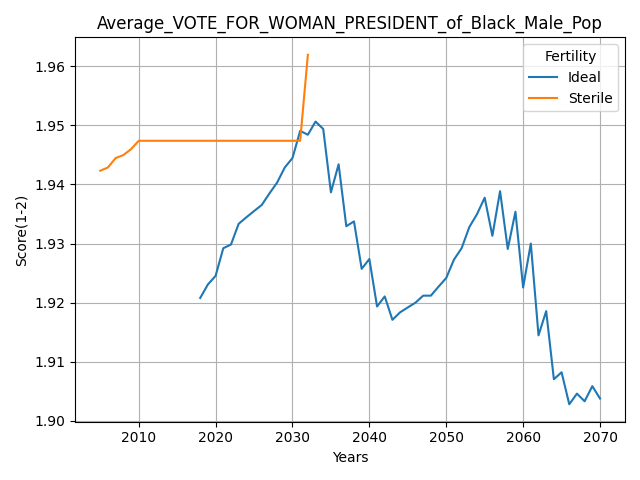 Average_VOTE_FOR_WOMAN_PRESIDENT_of_Black_Male_Pop
Fertility
Ideal
Sterile
Score(1-2)
1.96
1.95
1.94
1.93
1.92
1.91
1.90
2010 2020 2030 2040 2050 2060 2070
Years